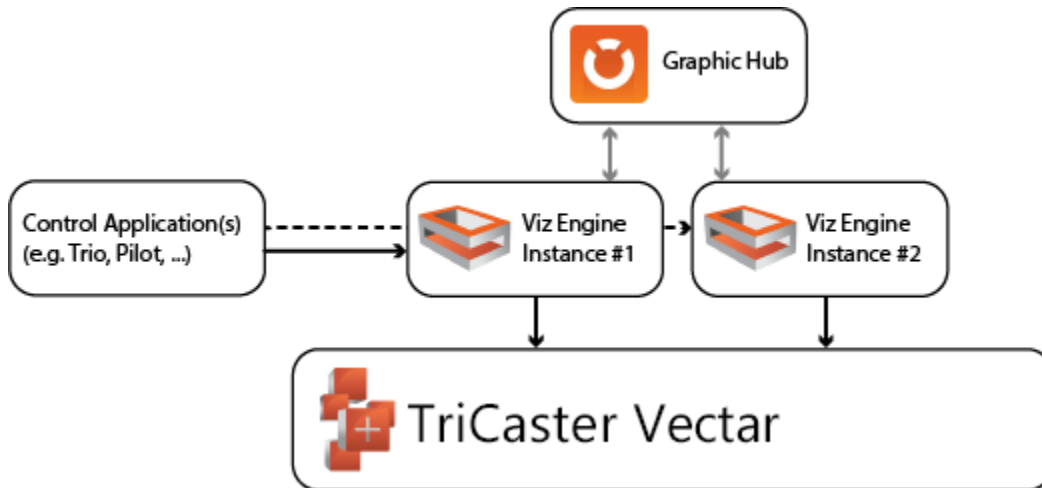 Graphic Hub
Control Application(s)
(e.g. Trio, Pilot, ...)
Viz Engine
Instance #1
Viz Engine
Instance #2
TriCaster Vectar